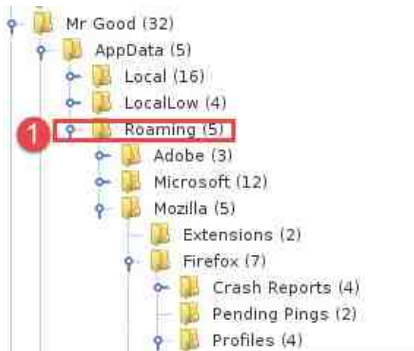 Mr Good (32)
AppData (5)
Local (16)
LocalLow (4)
1 Roaming (5)
Adobe (3)
Microsoft (12)
Mozilla (5)
Extensions (2)
Firefox (7)
Crash Reports (4)
Pending Pings (2)
Profiles (4)